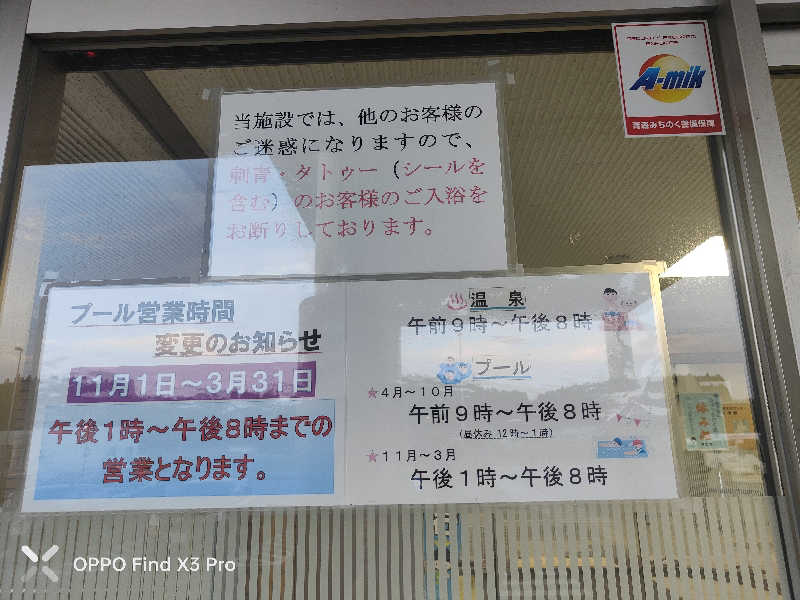 当施設では、他のお客様の
ご迷惑になりますので、
刺青・タトゥー（シールを
含む）のお客様のご入浴を
お断りしております。
A-mik
青森みちのく警備保障
プール営業時間
変更のお知らせ
11月1日～3月31日
午後1時～午後8時までの
営業となります。
温泉
午前9時～午後8時
プール
★4月～10月
午前9時～午後8時
（昼休み 12時～1時）
★11月～3月
午後1時～午後8時
OPPO Find X3 Pro